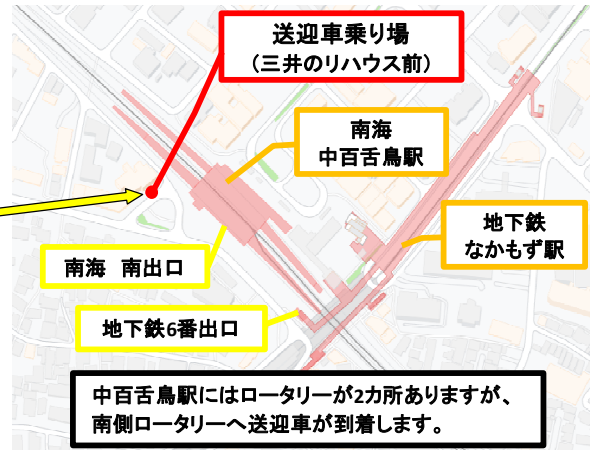 送迎車乗り場
（三井のリハウス前）
南海
中百舌鳥駅
地下鉄
なかもず駅
南海　南出口
地下鉄6番出口
中百舌鳥駅にはロータリーが2カ所ありますが、
南側ロータリーへ送迎車が到着します。